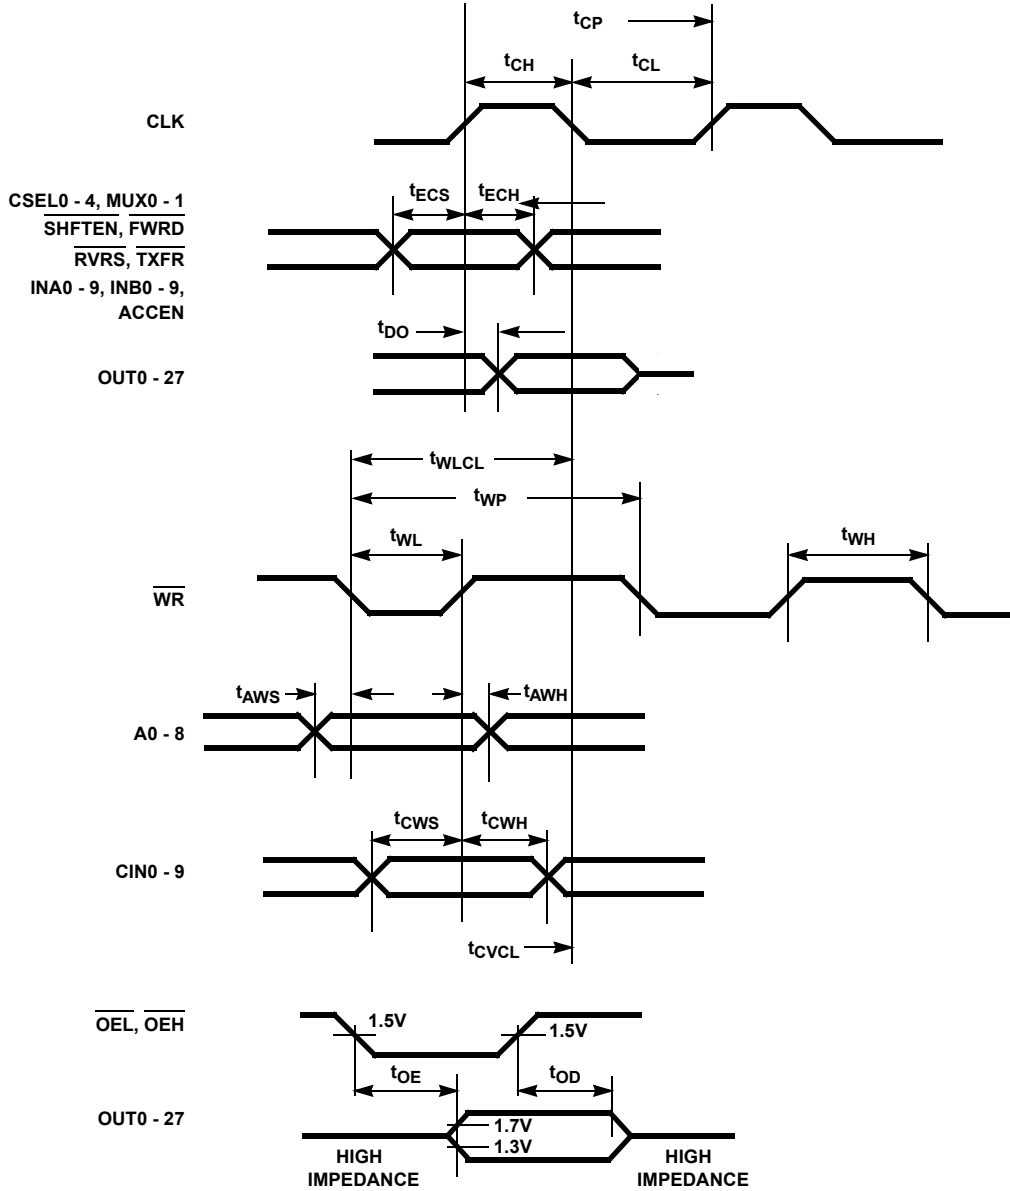 tCP
tCH
tCL
CLK
CSEL0 - 4, MUX0 - 1
SHFTEN, FWRD
RVRS, TXFR
INA0 - 9, INB0 - 9,
ACCEN
tECS
tECH
tDO
OUT0 - 27
tWLCL
tWP
tWL
tWH
WR
tAWS
tAWH
A0 - 8
tCWS
tCWH
CIN0 - 9
tCVCL
OEL, OEH
1.5V
1.5V
tOE
tOD
OUT0 - 27
1.7V
1.3V
HIGH
IMPEDANCE
HIGH
IMPEDANCE